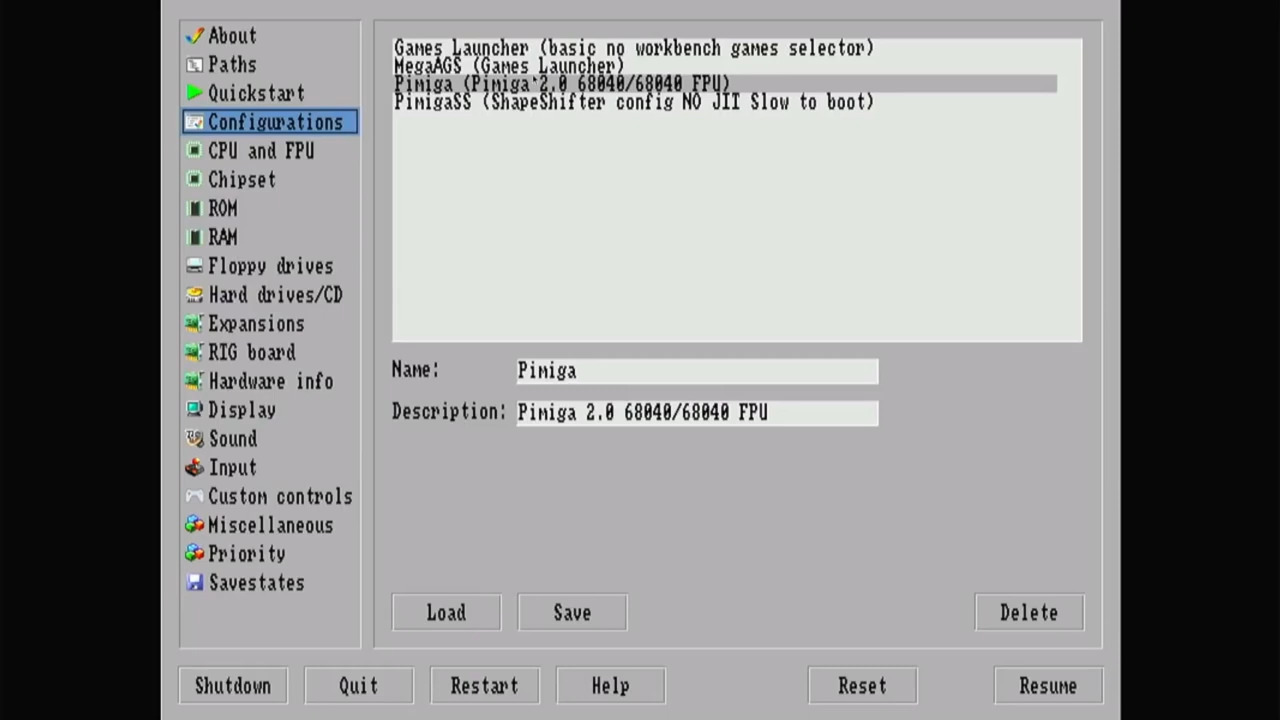 About
Paths
Quickstart
Configurations
CPU and FPU
Chipset
ROM
RAM
Floppy drives
Hard drives/CD
Expansions
RTG board
Hardware info
Display
Sound
Input
Custom controls
Miscellaneous
Priority
Savestates
Games Launcher (basic no workbench games selector)
MegaAGS (Games Launcher)
Pimiga (Pimiga 2.0 68040/68040 FPU)
PimigaSS (ShapeShifter config NO JIT Slow to boot)
Name: Pimiga
Description: Pimiga 2.0 68040/68040 FPU
Load Save Delete
Shutdown Quit Restart Help Reset Resume